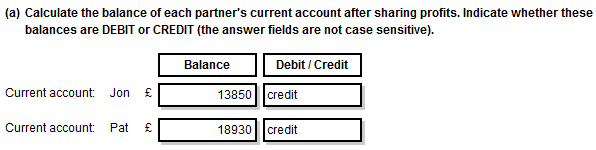 (a) Calculate the balance of each partner's current account after sharing profits. Indicate whether these
balances are DEBIT or CREDIT (the answer fields are not case sensitive).
Balance Debit / Credit
Current account: Jon £ 13850 credit
Current account: Pat £ 18930 credit